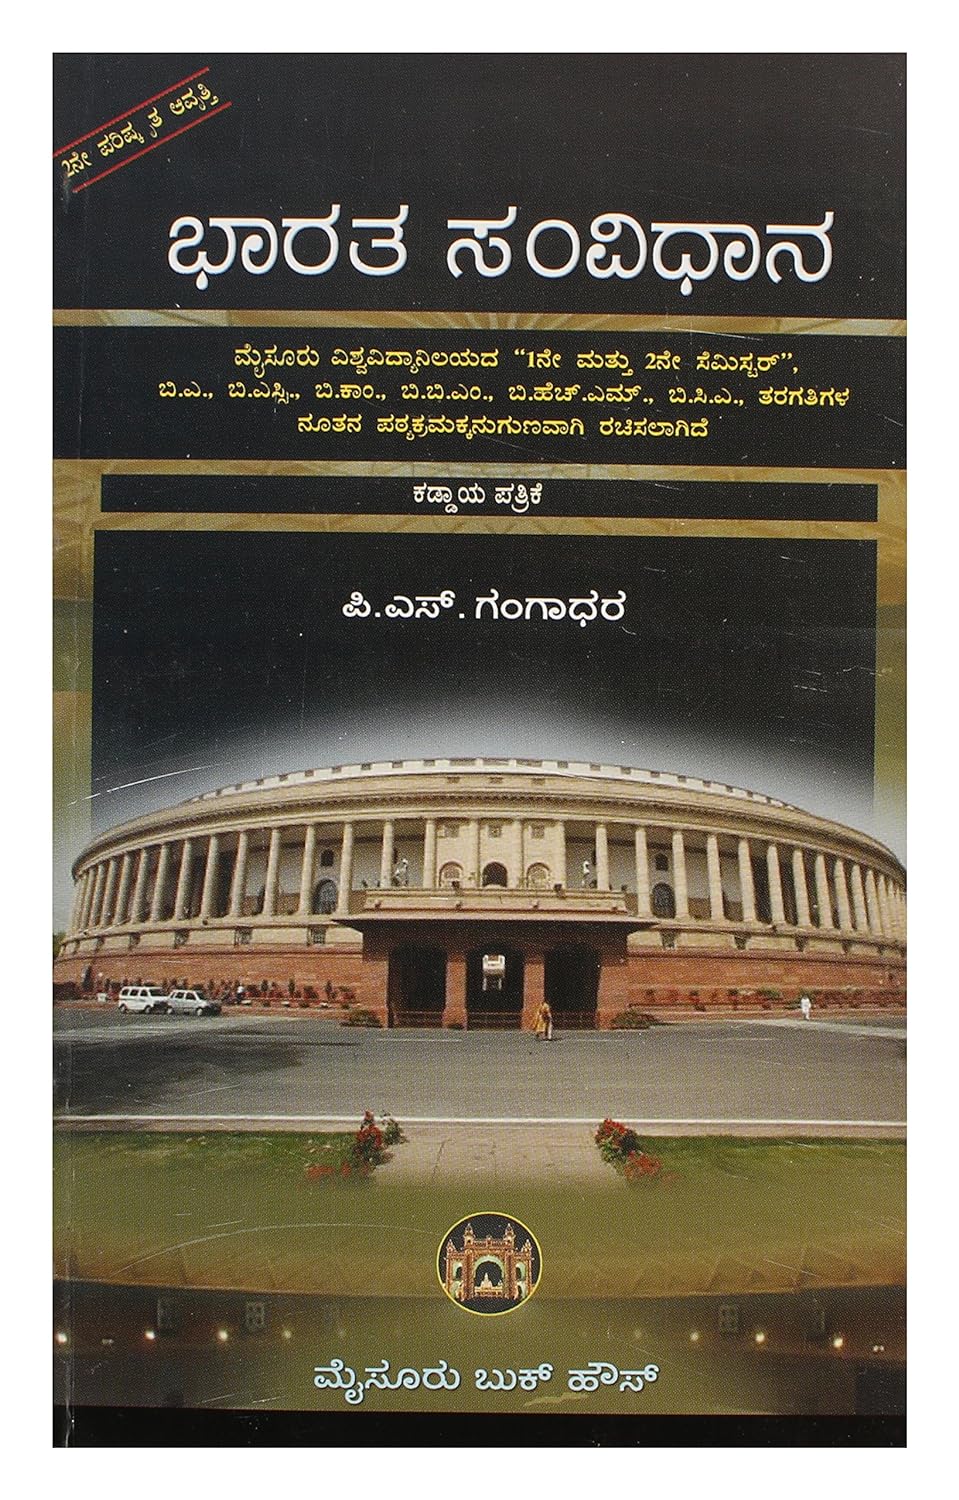 2ನೇ ಪರಿಷ್ಕೃತ ಆವೃತ್ತಿ
ಭಾರತ ಸಂವಿಧಾನ
ಮೈಸೂರು ವಿಶ್ವವಿದ್ಯಾನಿಲಯದ “1ನೇ ಮತ್ತು 2ನೇ ಸೆಮಿಸ್ಟರ್”,
ಬಿ.ಎ., ಬಿ.ಎಸ್ಸಿ., ಬಿ.ಕಾಂ., ಬಿ.ಬಿ.ಎಂ., ಬಿ.ಹೆಚ್.ಎಮ್., ಬಿ.ಸಿ.ಎ., ತರಗತಿಗಳ
ನೂತನ ಪಠ್ಯಕ್ರಮಕ್ಕನುಗುಣವಾಗಿ ರಚಿಸಲಾಗಿದೆ
ಕಡ್ಡಾಯ ಪತ್ರಿಕೆ
ಪಿ.ಎಸ್. ಗಂಗಾಧರ
ಮೈಸೂರು ಬುಕ್ ಹೌಸ್